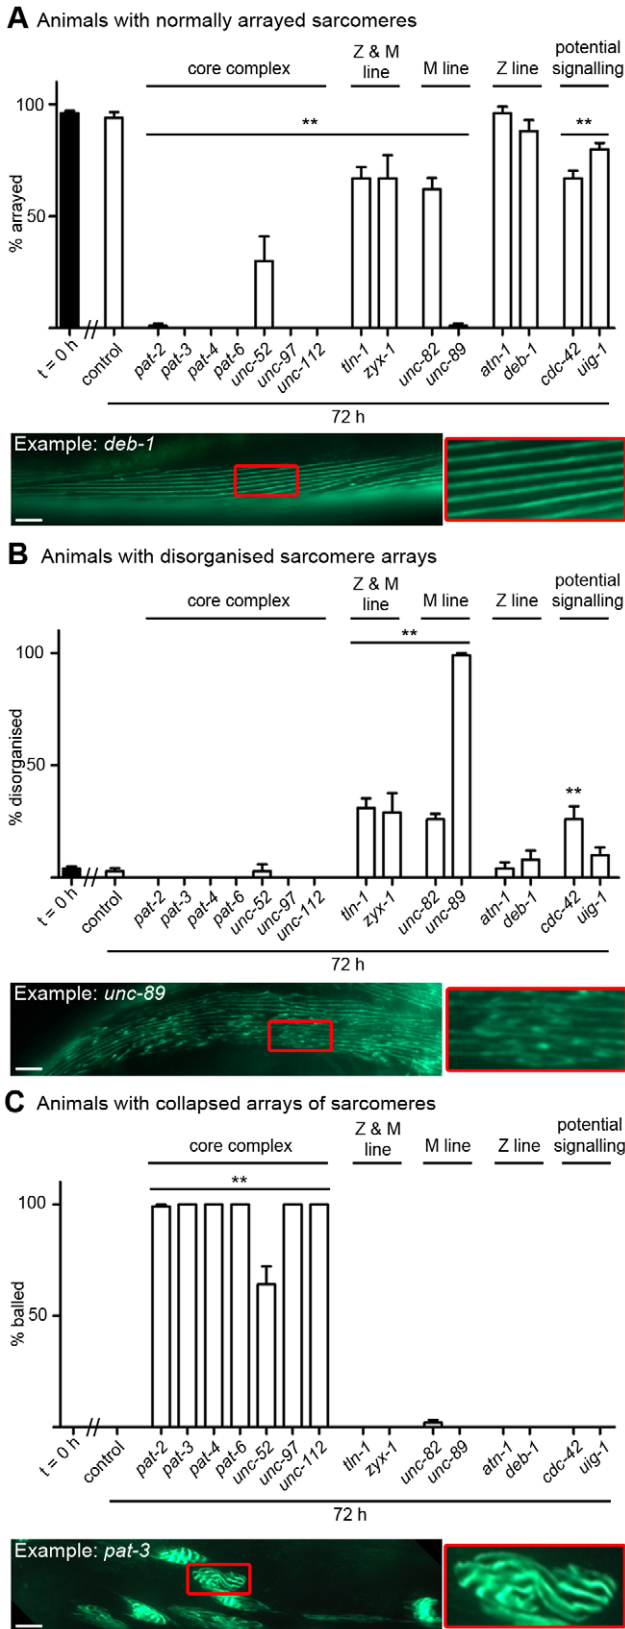 A Animals with normally arrayed sarcomeres
core complex
Z & M
line
M line
Z line
potential
signalling
**
**
% arrayed
100
50
t = 0 h
control
pat-2
pat-3
pat-4
pat-6
unc-52
unc-97
unc-112
tln-1
zyx-1
unc-82
unc-89
atn-1
deb-1
cdc-42
uig-1
72 h
Example: deb-1
B Animals with disorganised sarcomere arrays
core complex
Z & M
line
M line
Z line
potential
signalling
**
**
% disorganised
100
50
t = 0 h
control
pat-2
pat-3
pat-4
pat-6
unc-52
unc-97
unc-112
tln-1
zyx-1
unc-82
unc-89
atn-1
deb-1
cdc-42
uig-1
72 h
Example: unc-89
C Animals with collapsed arrays of sarcomeres
core complex
Z & M
line
M line
Z line
potential
signalling
**
% balled
100
50
t = 0 h
control
pat-2
pat-3
pat-4
pat-6
unc-52
unc-97
unc-112
tln-1
zyx-1
unc-82
unc-89
atn-1
deb-1
cdc-42
uig-1
72 h
Example: pat-3